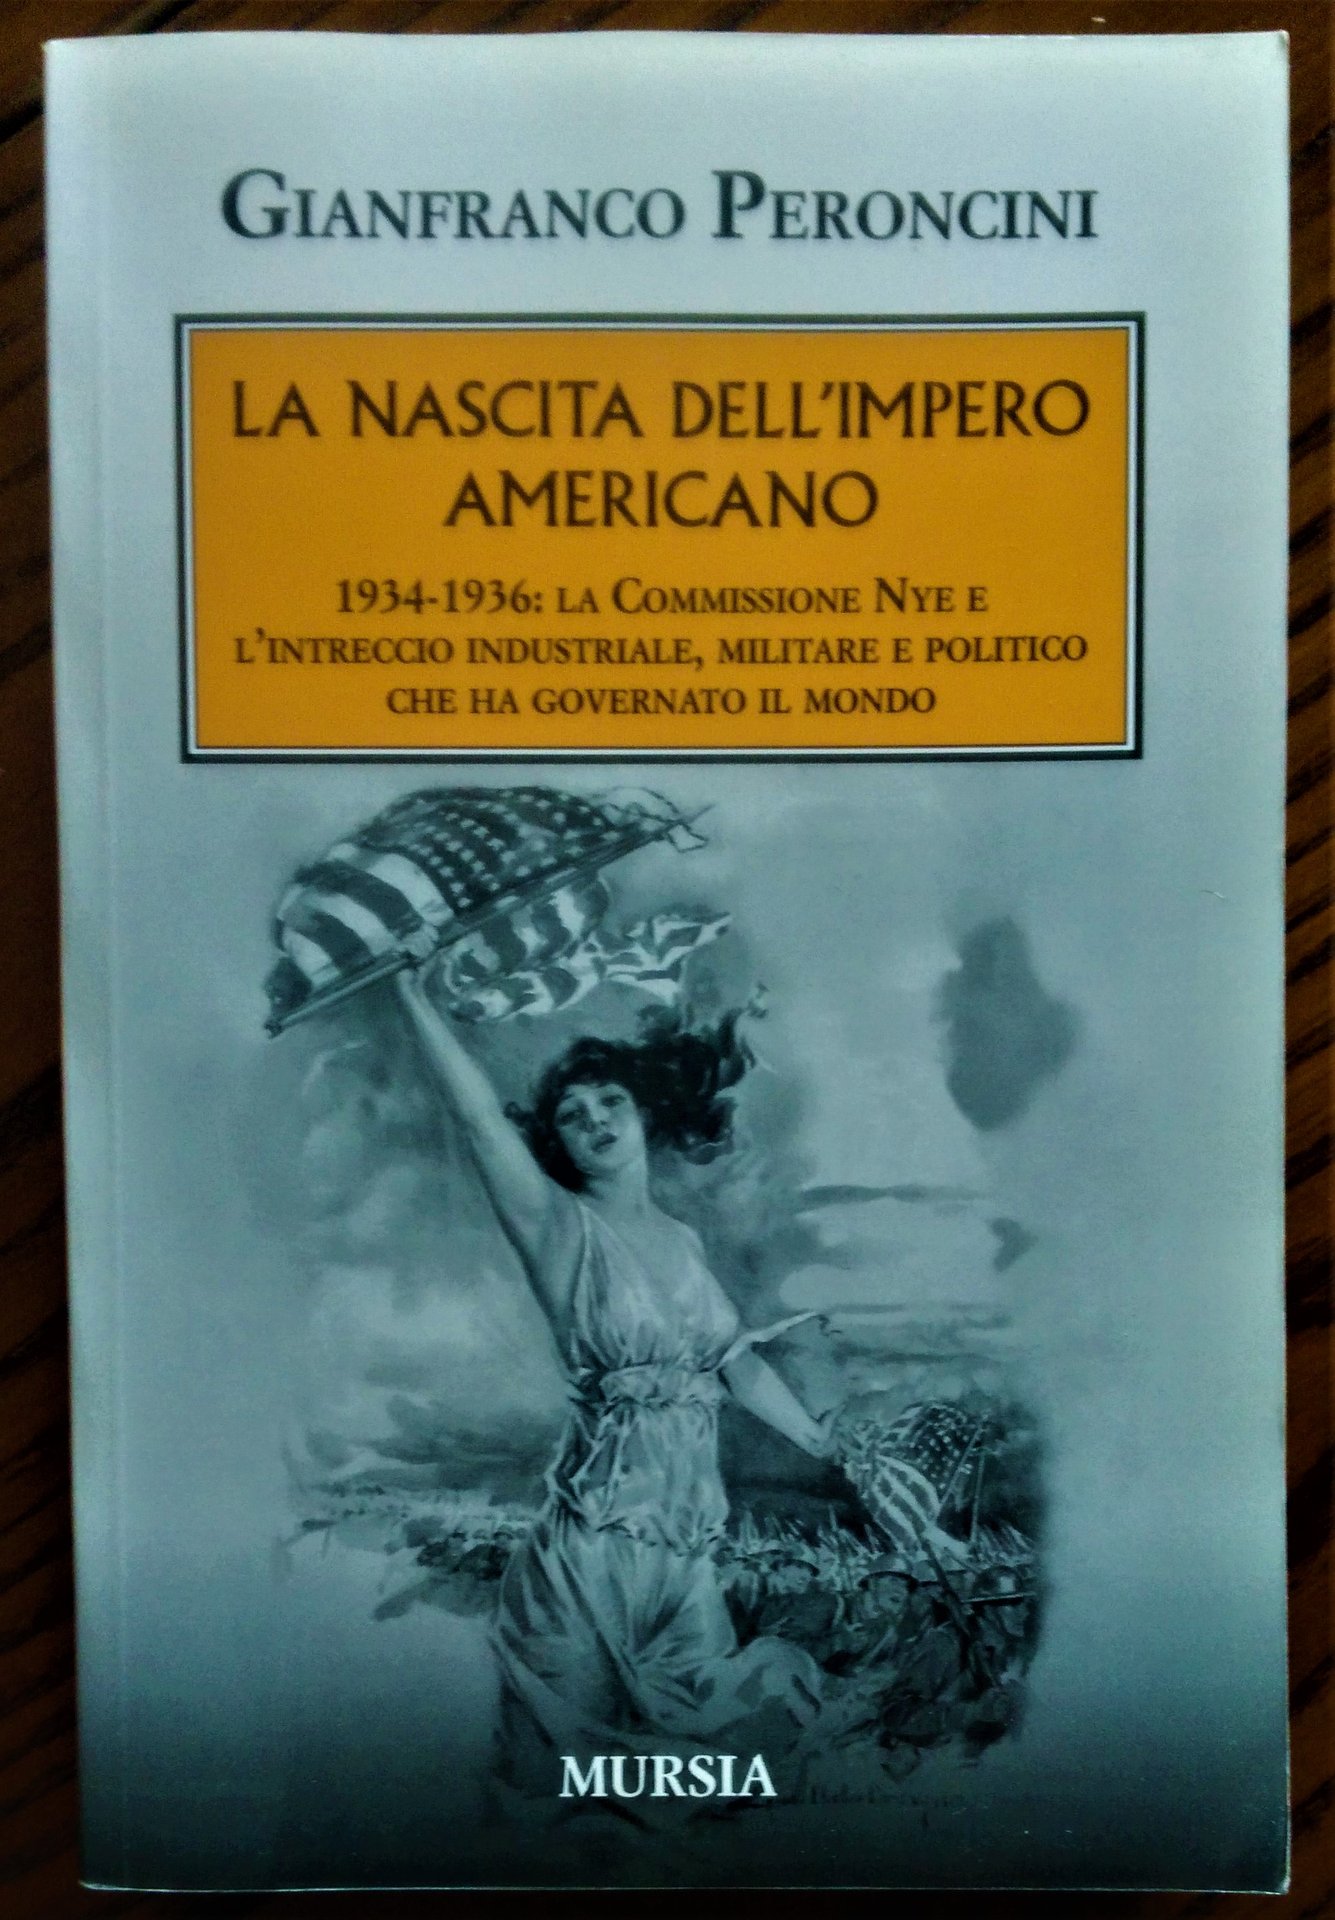 GIANFRANCO PERONCINI
LA NASCITA DELL'IMPERO
AMERICANO
1934-1936: LA COMMISSIONE NYE E
L'INTRECCIO INDUSTRIALE, MILITARE E POLITICO
CHE HA GOVERNATO IL MONDO
MURSIA